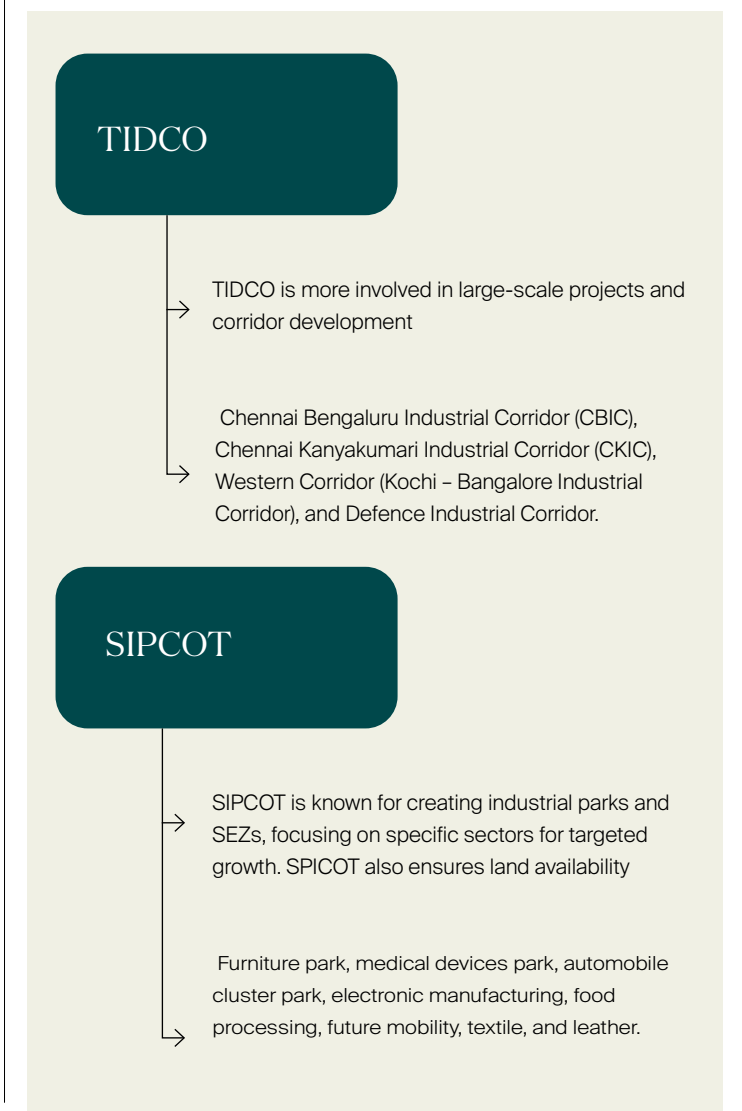 TIDCO
TIDCO is more involved in large-scale projects and
corridor development
Chennai Bengaluru Industrial Corridor (CBIC),
Chennai Kanyakumari Industrial Corridor (CKIC),
Western Corridor (Kochi – Bangalore Industrial
Corridor), and Defence Industrial Corridor.
SIPCOT
SIPCOT is known for creating industrial parks and
SEZs, focusing on specific sectors for targeted
growth. SPICOT also ensures land availability
Furniture park, medical devices park, automobile
cluster park, electronic manufacturing, food
processing, future mobility, textile, and leather.